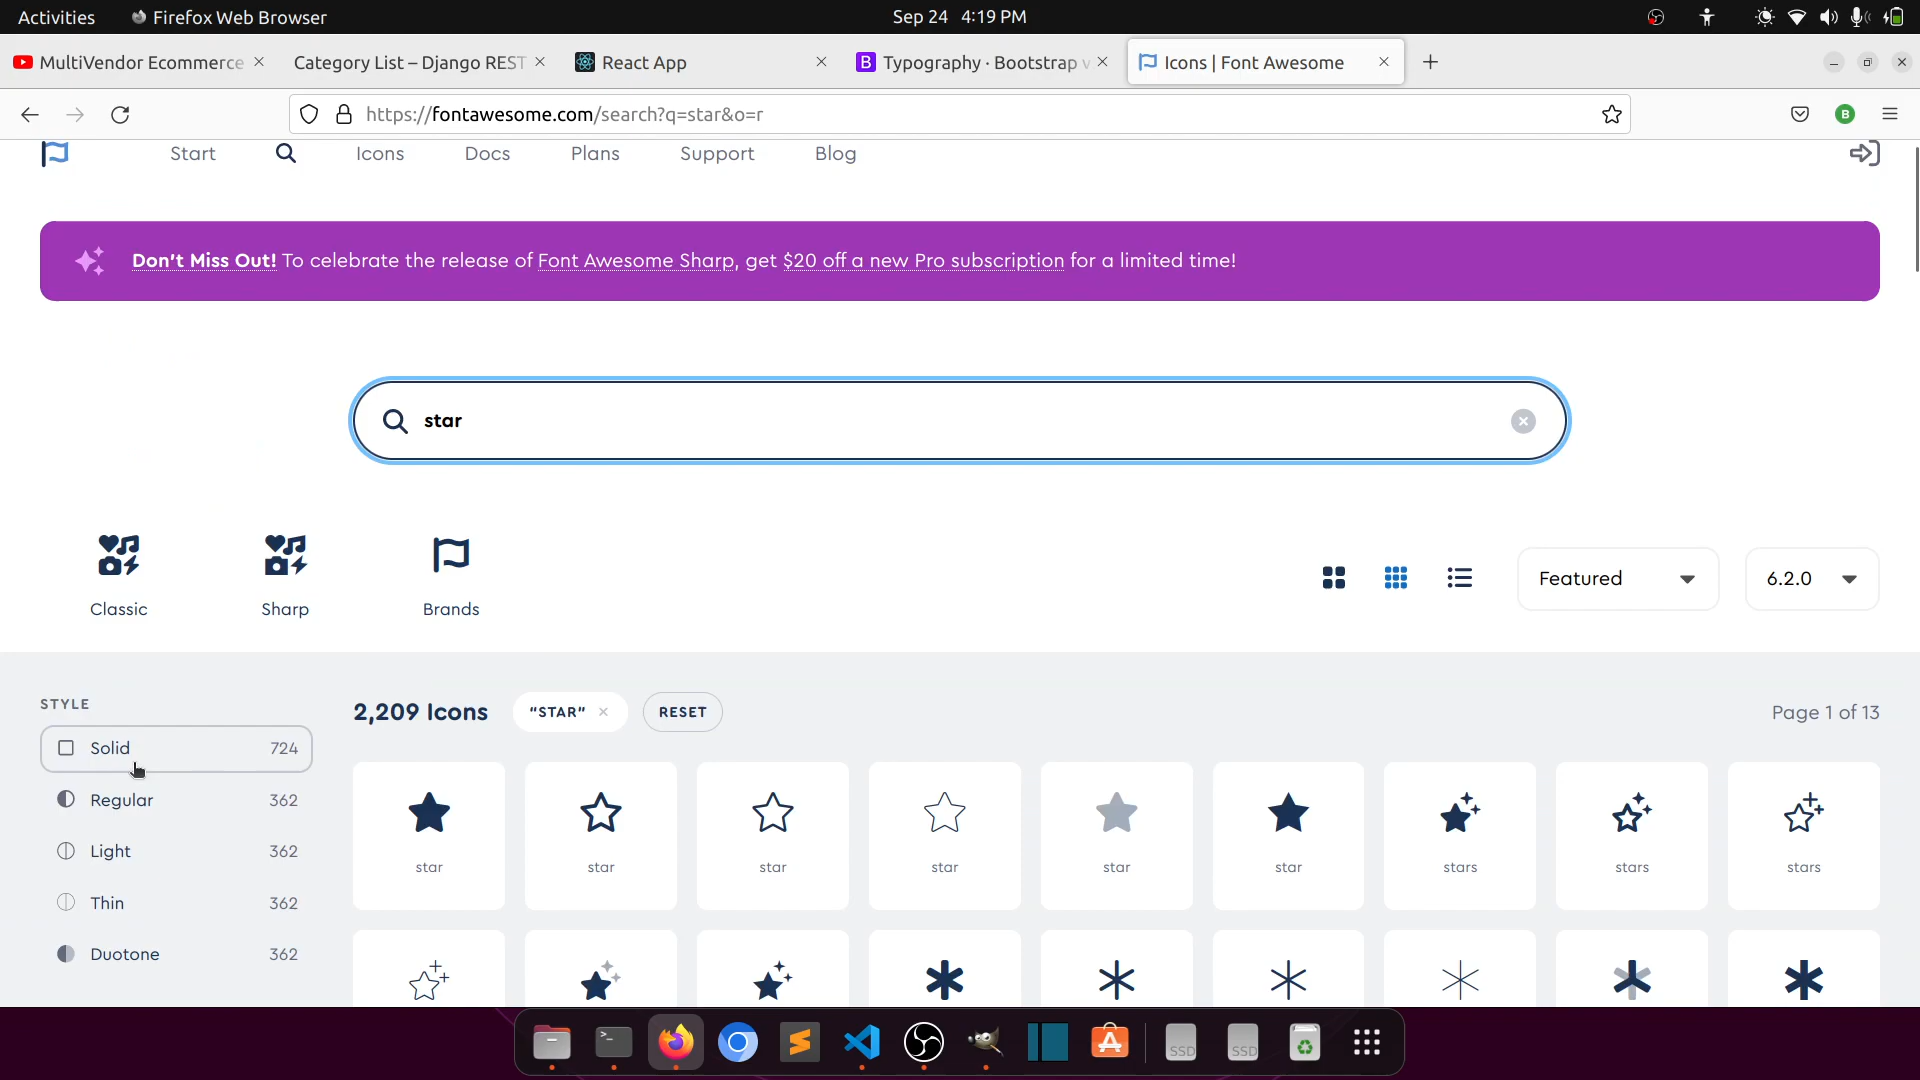 Activities
Firefox Web Browser
Sep 24 4:19 PM
MultiVendor Ecommerce
Category List – Django REST
React App
B
Typography · Bootstrap v
Icons | Font Awesome
https://fontawesome.com/search?q=star&o=r
B
Start
Icons
Docs
Plans
Support
Blog
Don't Miss Out! To celebrate the release of Font Awesome Sharp, get $20 off a new Pro subscription for a limited time!
star
Classic
Sharp
Brands
Featured
6.2.0
STYLE
2,209 Icons
"STAR"
RESET
Page 1 of 13
Solid 724
Regular 362
Light 362
Thin 362
Duotone 362
star
star
star
star
star
star
stars
stars
stars
SSD
SSD